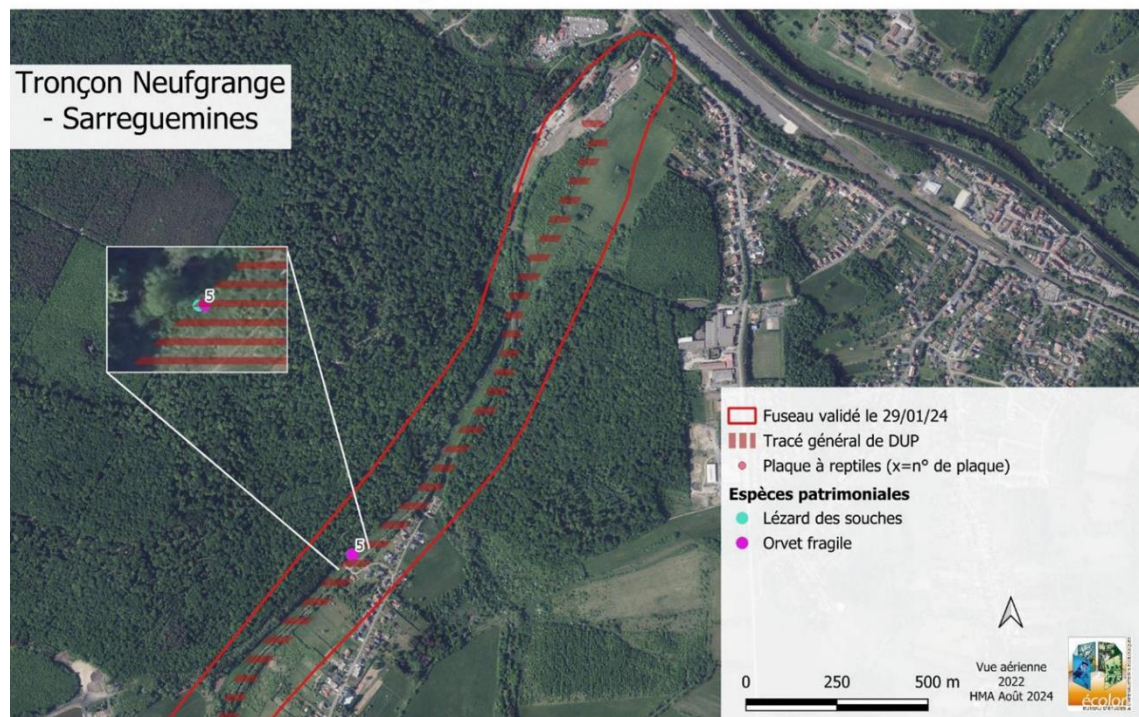 Tronçon Neufgrange
- Sarreguemines
5
5
Fuseau validé le 29/01/24
Tracé général de DUP
Plaque à reptiles (x=n° de plaque)
Espèces patrimoniales
Lézard des souches
Orvet fragile
0 250 500 m
Vue aérienne
2022
HMA Août 2024
écolor